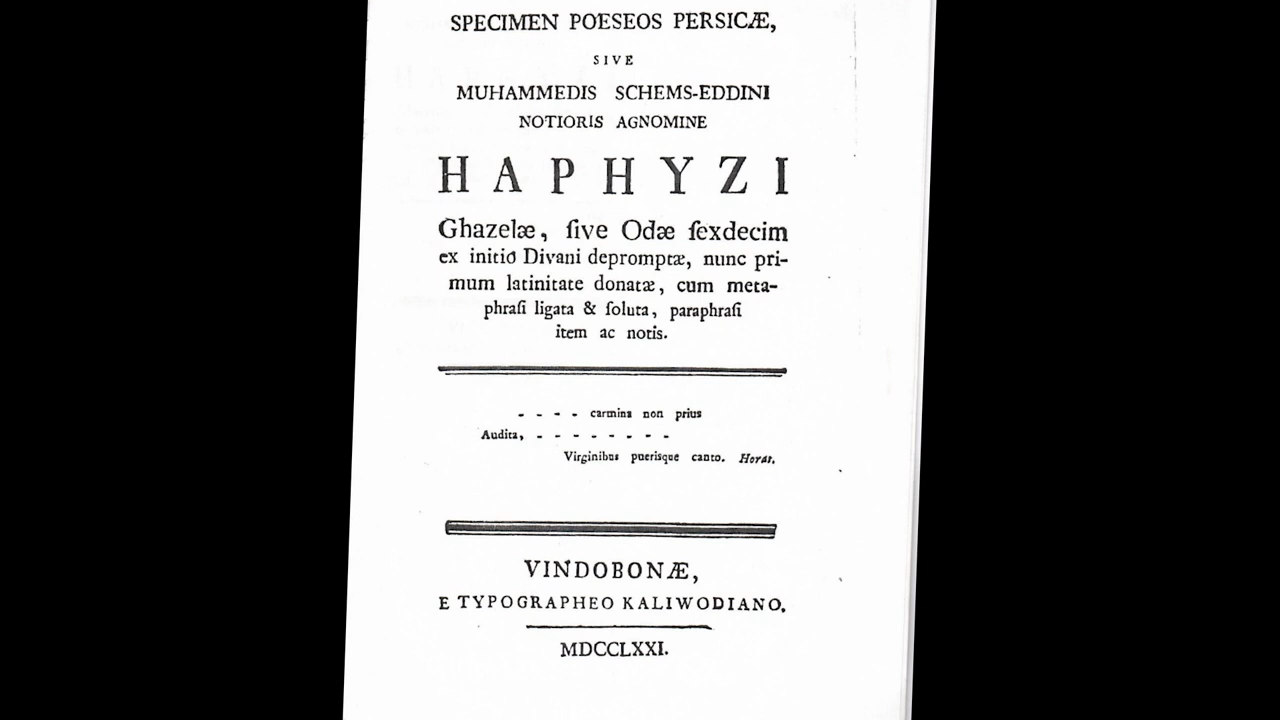 SPECIMEN POESEOS PERSICÆ,
SIVE
MUHAMMEDIS SCHEMS-EDDINI
NOTIORIS AGNOMINE
HAPHYZI
Ghazelæ, ſive Odæ ſexdecim
ex initio Divani depromptæ, nunc pri-
mum latinitate donatæ, cum meta-
phraſi ligata & ſoluta, paraphraſi
item ac notis.
- - - - carmina non prius
Audita, - - - - - - - -
Virginibus puerisque canto. Horat.
VINDOBONÆ,
E TYPOGRAPHEO KALIWODIANO.
MDCCLXXI.